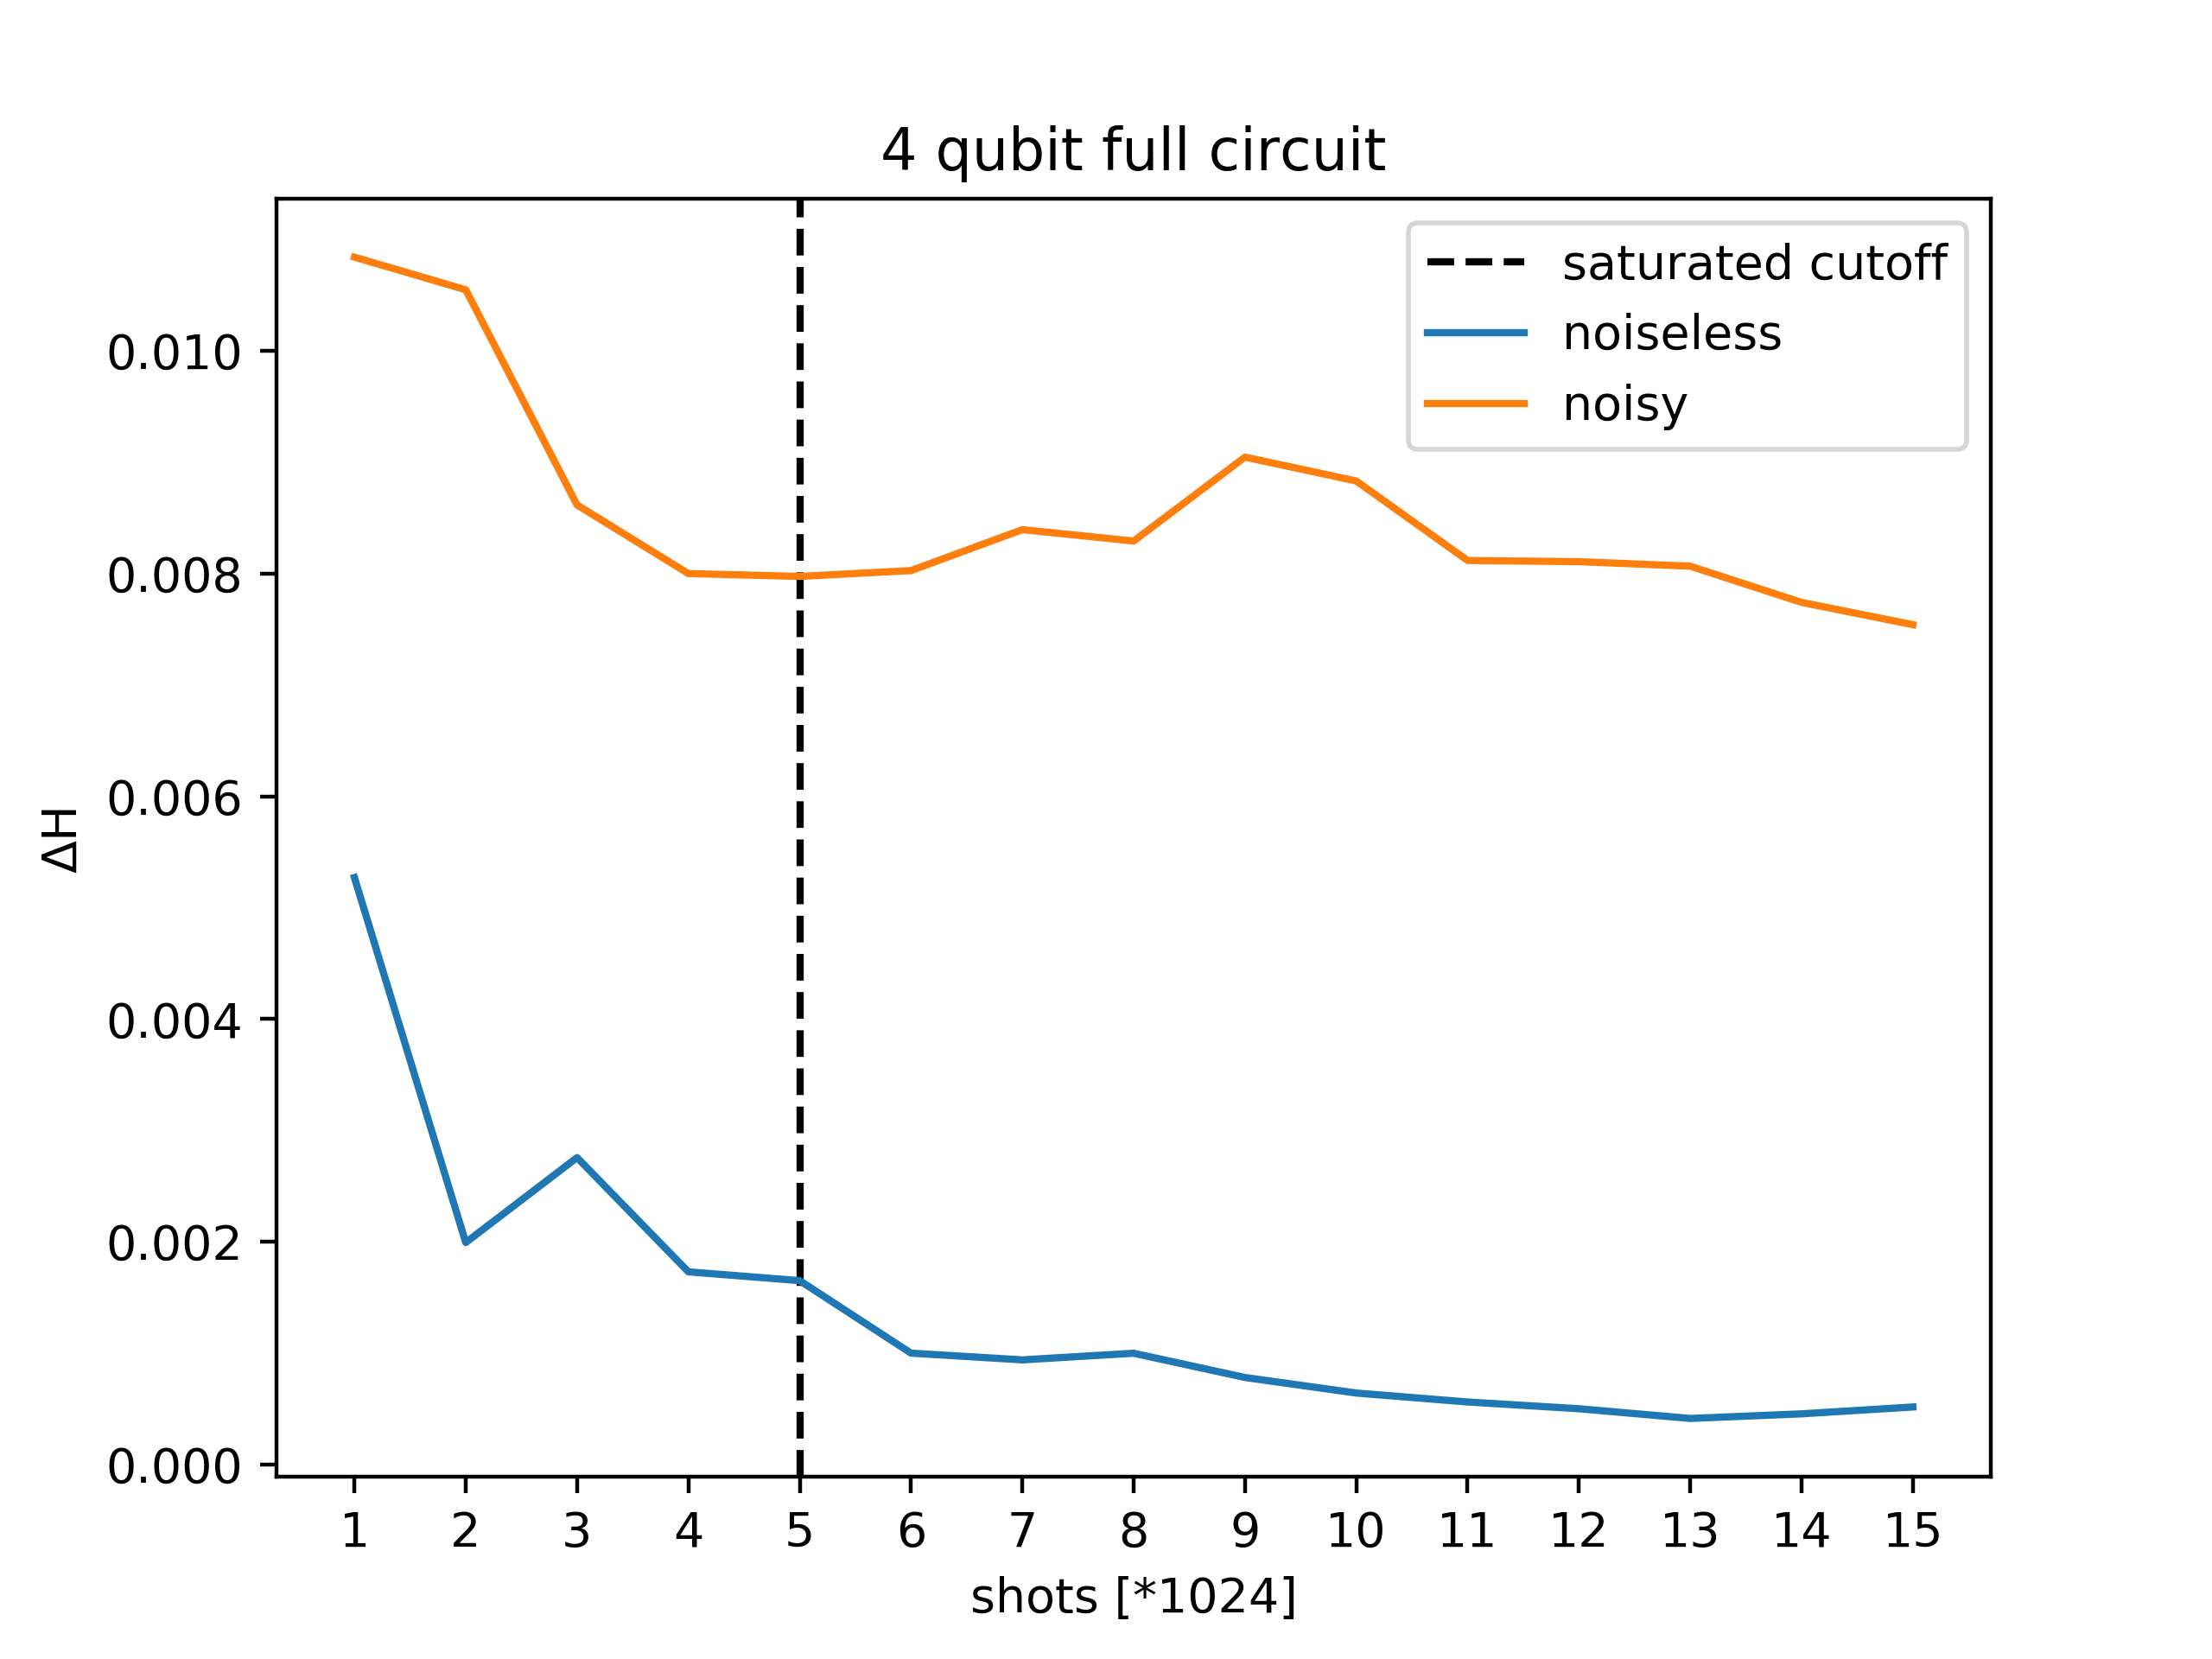 4 qubit full circuit
saturated cutoff
noiseless
noisy
0.010
0.008
0.006
0.004
0.002
0.000
ΔH
1 2 3 4 5 6 7 8 9 10 11 12 13 14 15
shots [*1024]